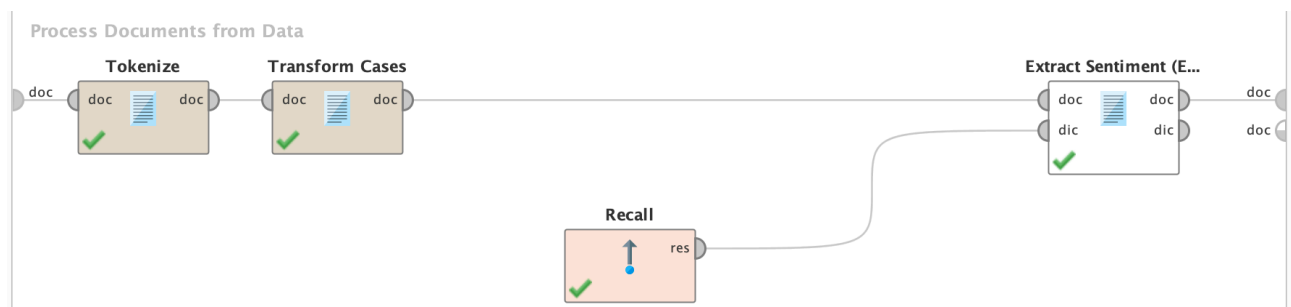 Process Documents from Data
Tokenize
Transform Cases
Extract Sentiment (E...
doc
doc
doc
doc
doc
doc
doc
doc
dic
dic
doc
Recall
res